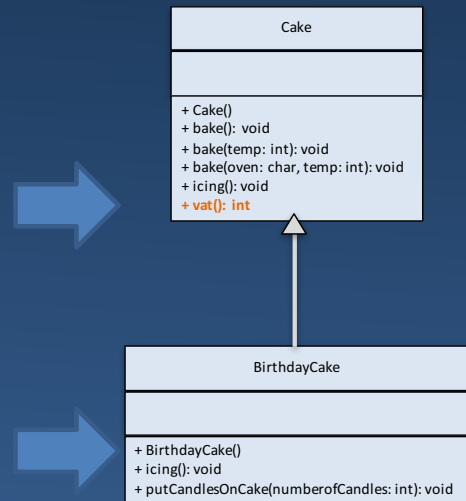 Cake
+ Cake()
+ bake(): void
+ bake(temp: int): void
+ bake(oven: char, temp: int): void
+ icing(): void
+ vat(): int
BirthdayCake
+ BirthdayCake()
+ icing(): void
+ putCandlesOnCake(numberofCandles: int): void